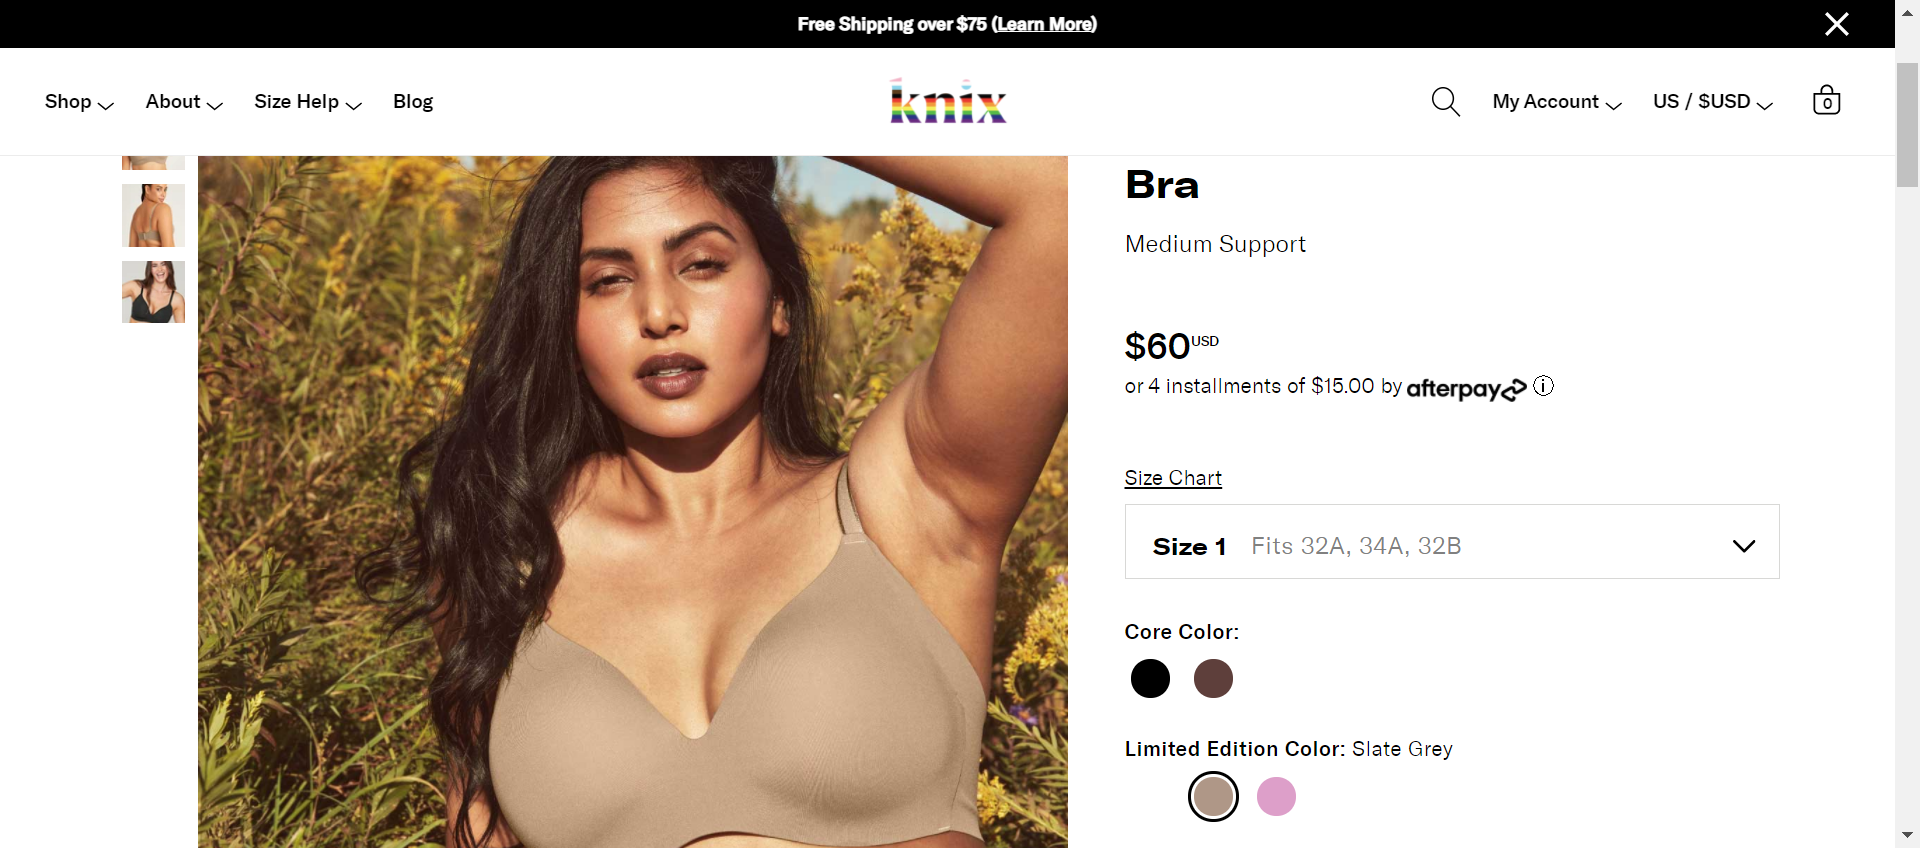 Free Shipping over $75 (Learn More)
Shop About Size Help Blog
knix
My Account US / $USD 0
Bra
Medium Support
$60 USD
or 4 installments of $15.00 by afterpay
Size Chart
Size 1 Fits 32A, 34A, 32B
Core Color:
Limited Edition Color: Slate Grey